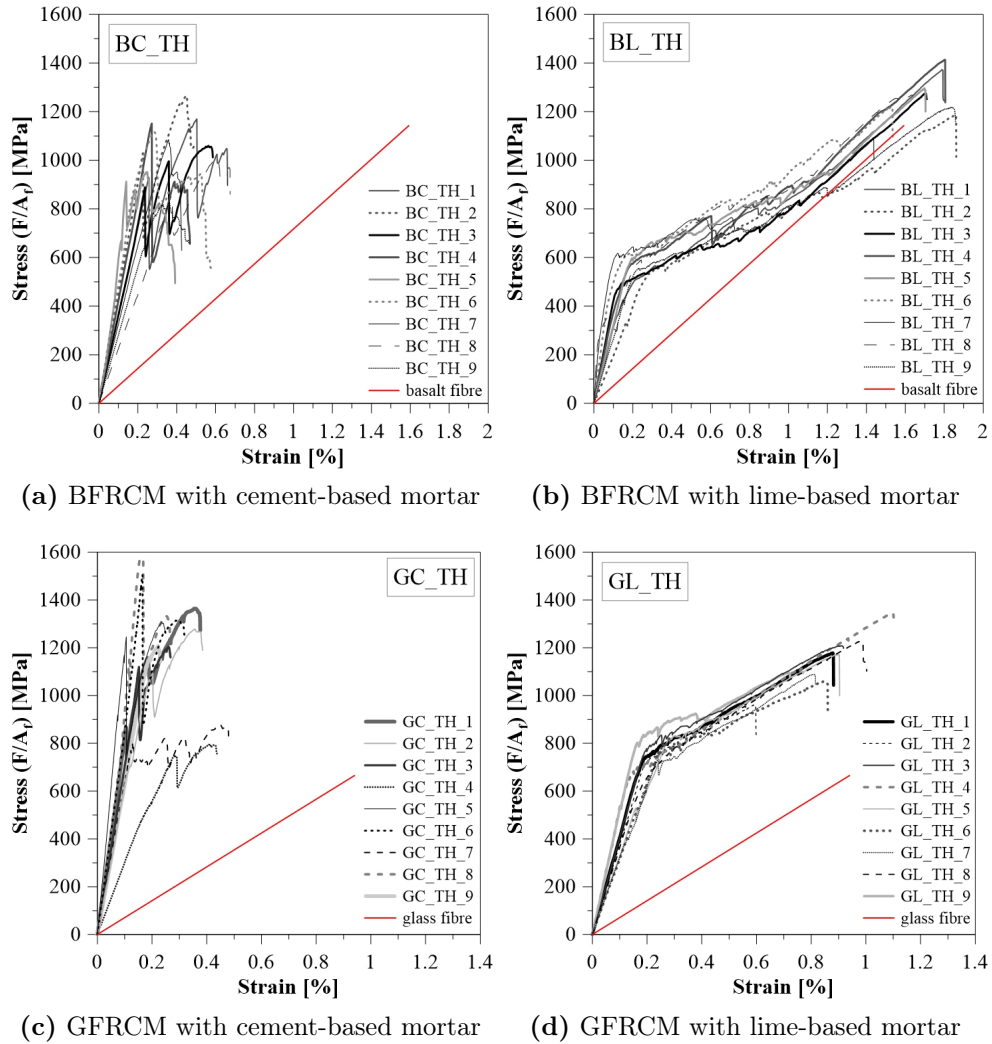 BC_TH
Stress (F/Af) [MPa]
1600
1400
1200
1000
800
600
400
200
0
BC_TH_1
BC_TH_2
BC_TH_3
BC_TH_4
BC_TH_5
BC_TH_6
BC_TH_7
BC_TH_8
BC_TH_9
basalt fibre
0 0.2 0.4 0.6 0.8 1 1.2 1.4 1.6 1.8 2
Strain [%]
(a) BFRCM with cement-based mortar
BL_TH
Stress (F/Af) [MPa]
1600
1400
1200
1000
800
600
400
200
0
BL_TH_1
BL_TH_2
BL_TH_3
BL_TH_4
BL_TH_5
BL_TH_6
BL_TH_7
BL_TH_8
BL_TH_9
basalt fibre
0 0.2 0.4 0.6 0.8 1 1.2 1.4 1.6 1.8 2
Strain [%]
(b) BFRCM with lime-based mortar
GC_TH
Stress (F/Af) [MPa]
1600
1400
1200
1000
800
600
400
200
0
GC_TH_1
GC_TH_2
GC_TH_3
GC_TH_4
GC_TH_5
GC_TH_6
GC_TH_7
GC_TH_8
GC_TH_9
glass fibre
0 0.2 0.4 0.6 0.8 1 1.2 1.4
Strain [%]
(c) GFRCM with cement-based mortar
GL_TH
Stress (F/Af) [MPa]
1600
1400
1200
1000
800
600
400
200
0
GL_TH_1
GL_TH_2
GL_TH_3
GL_TH_4
GL_TH_5
GL_TH_6
GL_TH_7
GL_TH_8
GL_TH_9
glass fibre
0 0.2 0.4 0.6 0.8 1 1.2 1.4
Strain [%]
(d) GFRCM with lime-based mortar